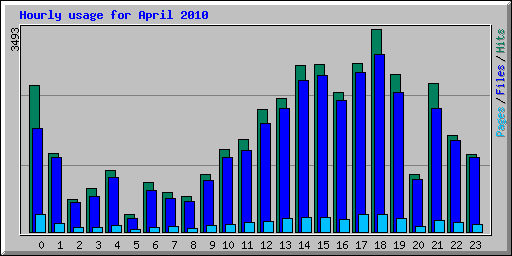 Hourly usage for April 2010
3493
Pages / Files / Hits
0 1 2 3 4 5 6 7 8 9 10 11 12 13 14 15 16 17 18 19 20 21 22 23